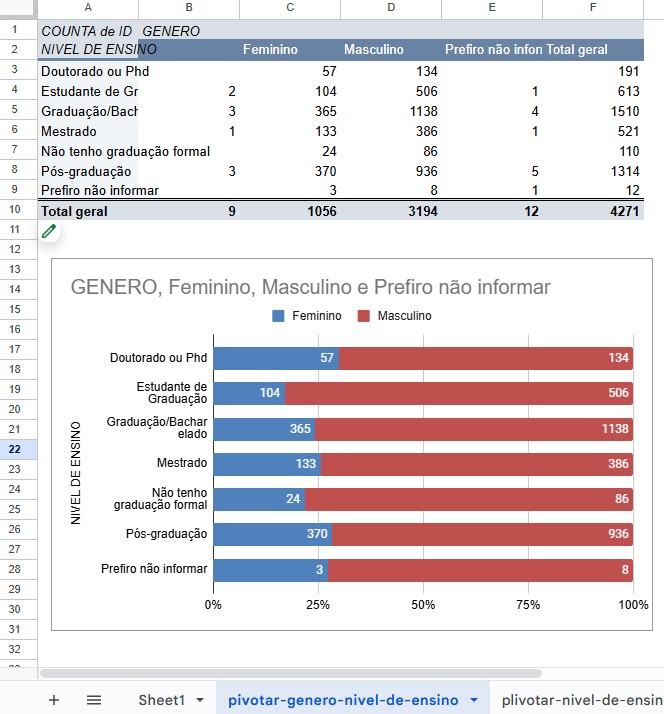 A B C D E F
1 COUNTA de ID GENERO
2 NIVEL DE ENSINO Feminino Masculino Prefiro não infon Total geral
3 Doutorado ou Phd 57 134 191
4 Estudante de Gr 2 104 506 1 613
5 Graduação/Bach 3 365 1138 4 1510
6 Mestrado 1 133 386 1 521
7 Não tenho graduação formal 24 86 110
8 Pós-graduação 3 370 936 5 1314
9 Prefiro não informar 3 8 1 12
10 Total geral 9 1056 3194 12 4271
11
12
13
14
15
16
17
18
19
20
21
22
23
24
25
26
27
28
29
30
31
32
GENERO, Feminino, Masculino e Prefiro não informar
Feminino Masculino
NIVEL DE ENSINO
Doutorado ou Phd 57 134
Estudante de
Graduação 104 506
Graduação/Bachar
elado 365 1138
Mestrado 133 386
Não tenho
graduação formal 24 86
Pós-graduação 370 936
Prefiro não informar 3 8
0% 25% 50% 75% 100%
Sheet1 pivotar-genero-nivel-de-ensino plivotar-nivel-de-ensin